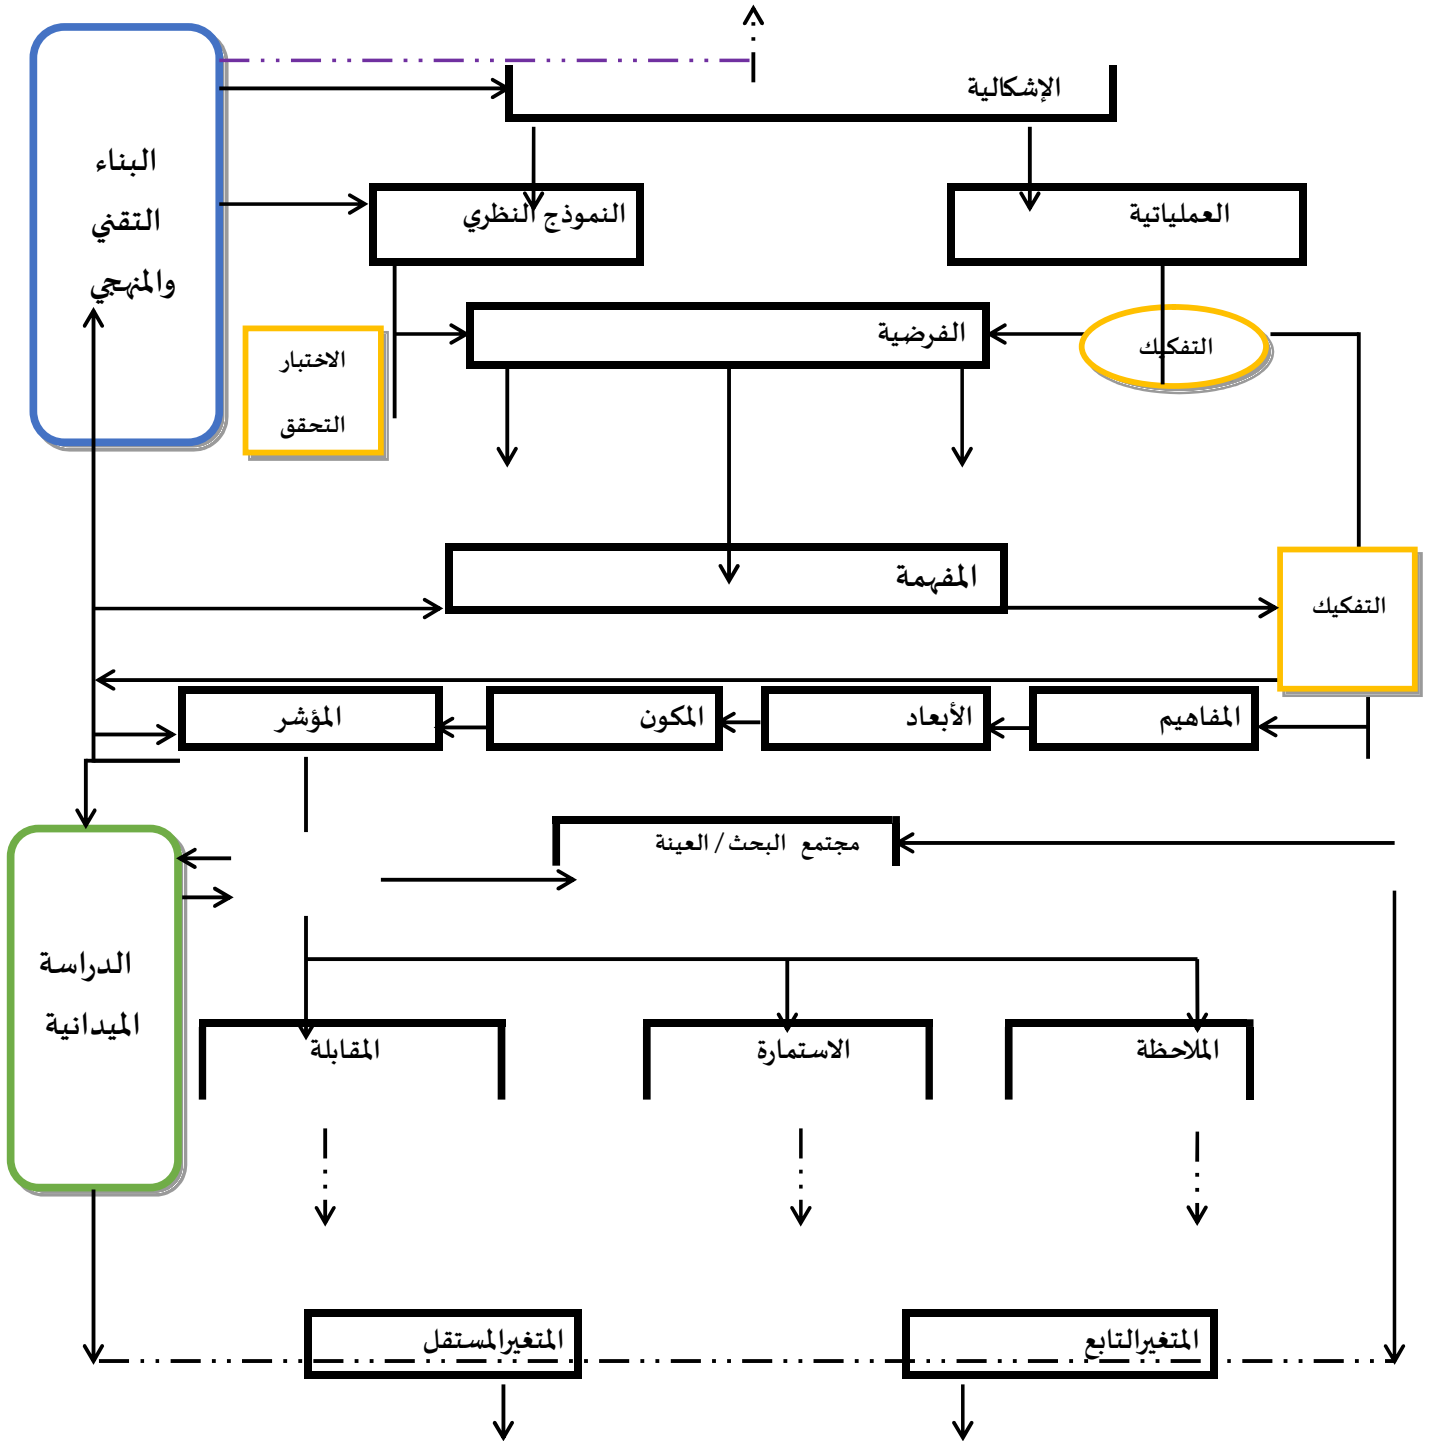 الإشكالية
البناء
التقني
والمنهجي
العملياتية
النموذج النظري
الفرضية
التفكيك
الاختبار
التحقق
المفهمة
التفكيك
المفاهيم
الأبعاد
المكون
المؤشر
مجتمع البحث / العينة
الدراسة
الميدانية
الملاحظة
الاستمارة
المقابلة
المتغيرالتابع
المتغيرالمستقل